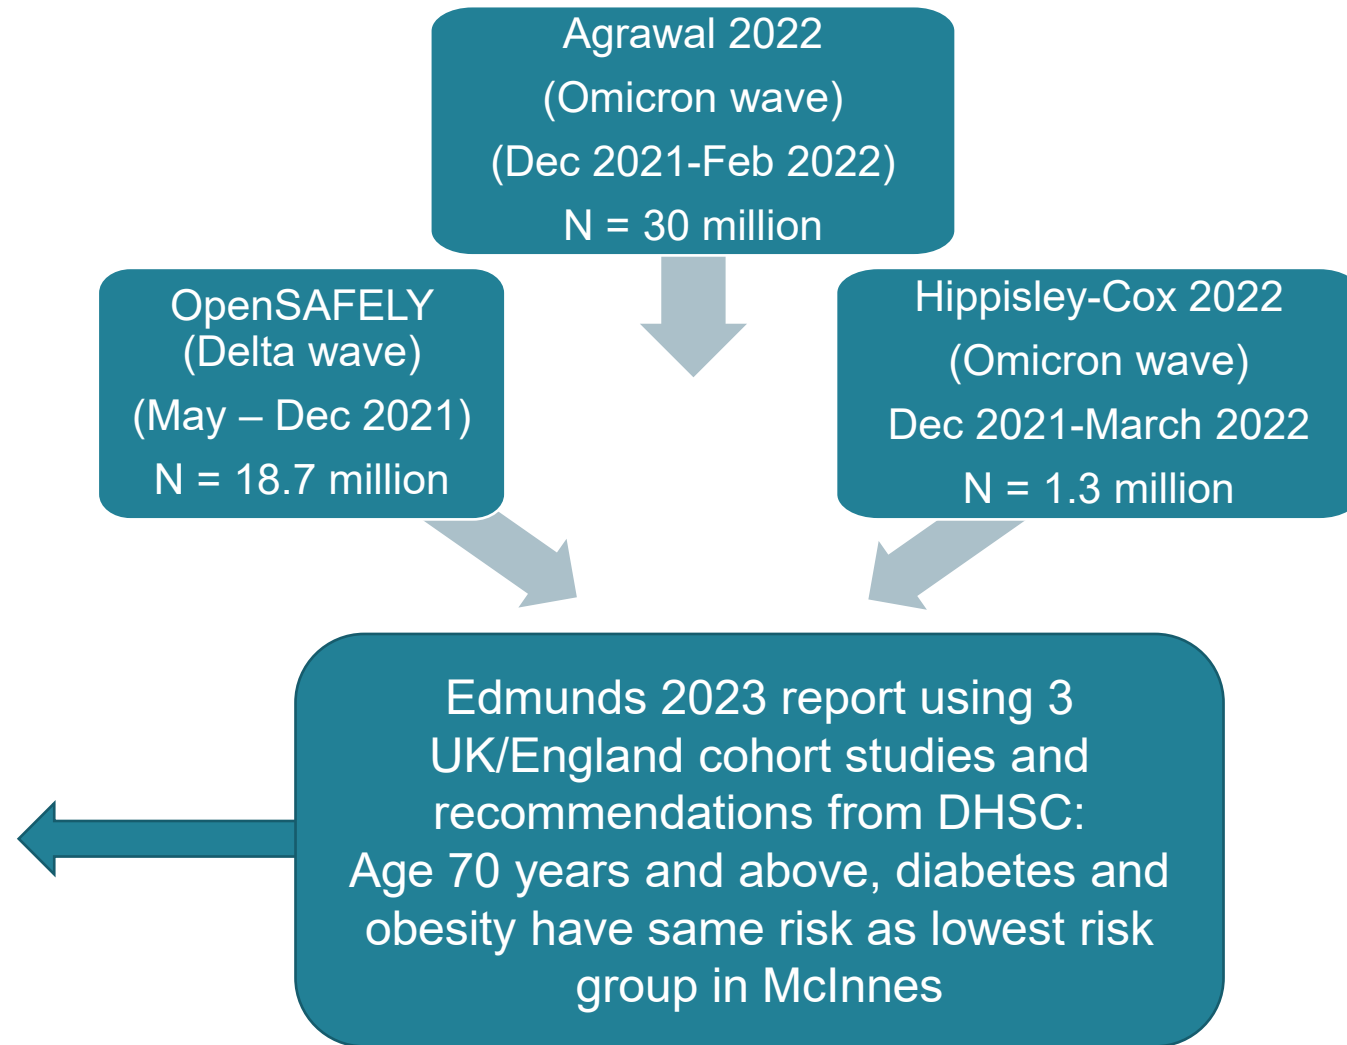 Agrawal 2022
(Omicron wave)
(Dec 2021-Feb 2022)
N = 30 million
OpenSAFELY
(Delta wave)
(May – Dec 2021)
N = 18.7 million
Hippisley-Cox 2022
(Omicron wave)
Dec 2021-March 2022
N = 1.3 million
Edmunds 2023 report using 3
UK/England cohort studies and
recommendations from DHSC:
Age 70 years and above, diabetes and
obesity have same risk as lowest risk
group in McInnes